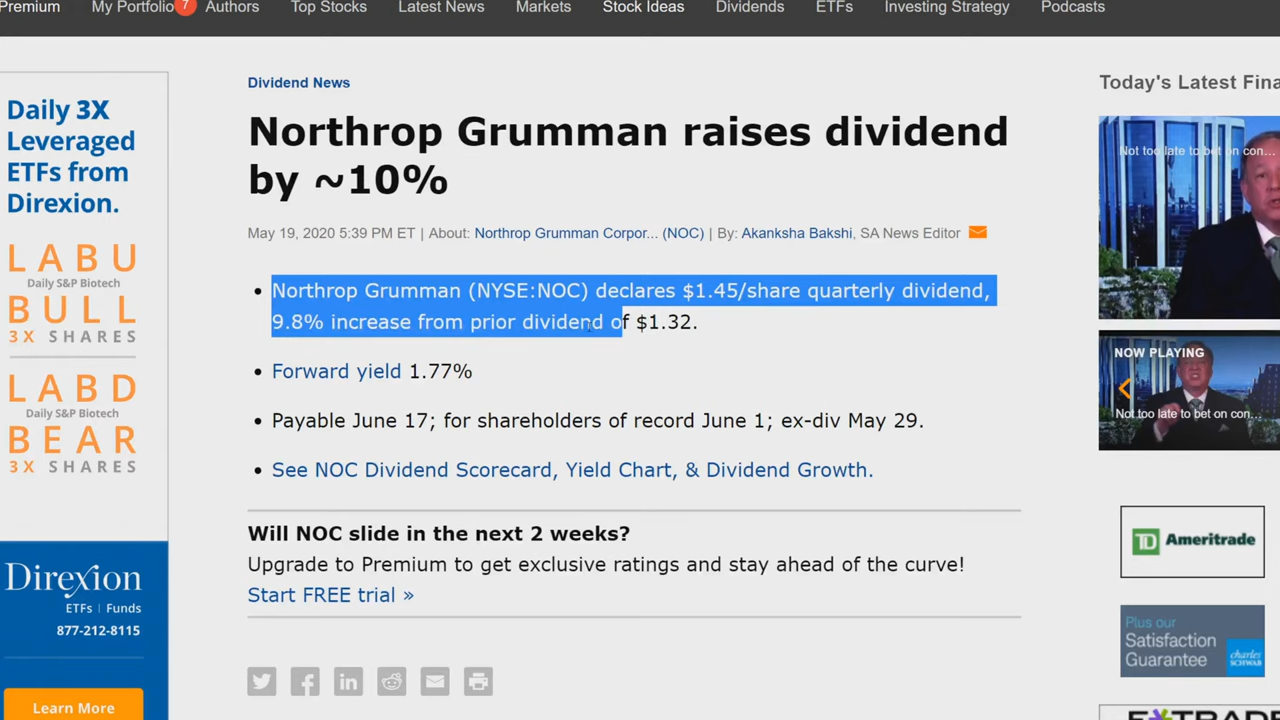 Premium My Portfolio 7 Authors Top Stocks Latest News Markets Stock Ideas Dividends ETFs Investing Strategy Podcasts
Daily 3X
Leveraged
ETFs from
Direxion.
LABU
Daily S&P Biotech
BULL
3X SHARES
LABD
Daily S&P Biotech
BEAR
3X SHARES
Direxion
ETFs | Funds
877-212-8115
Learn More
Dividend News
Northrop Grumman raises dividend
by ~10%
May 19, 2020 5:39 PM ET | About: Northrop Grumman Corpor... (NOC) | By: Akanksha Bakshi, SA News Editor
• Northrop Grumman (NYSE:NOC) declares $1.45/share quarterly dividend,
9.8% increase from prior dividend of $1.32.
• Forward yield 1.77%
• Payable June 17; for shareholders of record June 1; ex-div May 29.
• See NOC Dividend Scorecard, Yield Chart, & Dividend Growth.
Will NOC slide in the next 2 weeks?
Upgrade to Premium to get exclusive ratings and stay ahead of the curve!
Start FREE trial »
Today's Latest Fina
Not too late to bet on con...
NOW PLAYING
Not too late to bet on con...
TD Ameritrade
Plus our
Satisfaction
Guarantee
charles
SCHWAB
E*TRADE